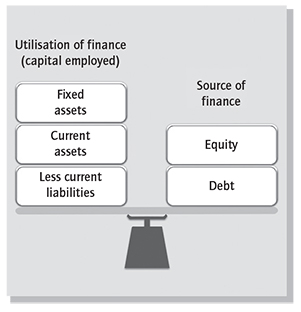 Utilisation of finance
(capital employed)
Fixed
assets
Current
assets
Less current
liabilities
Source of
finance
Equity
Debt